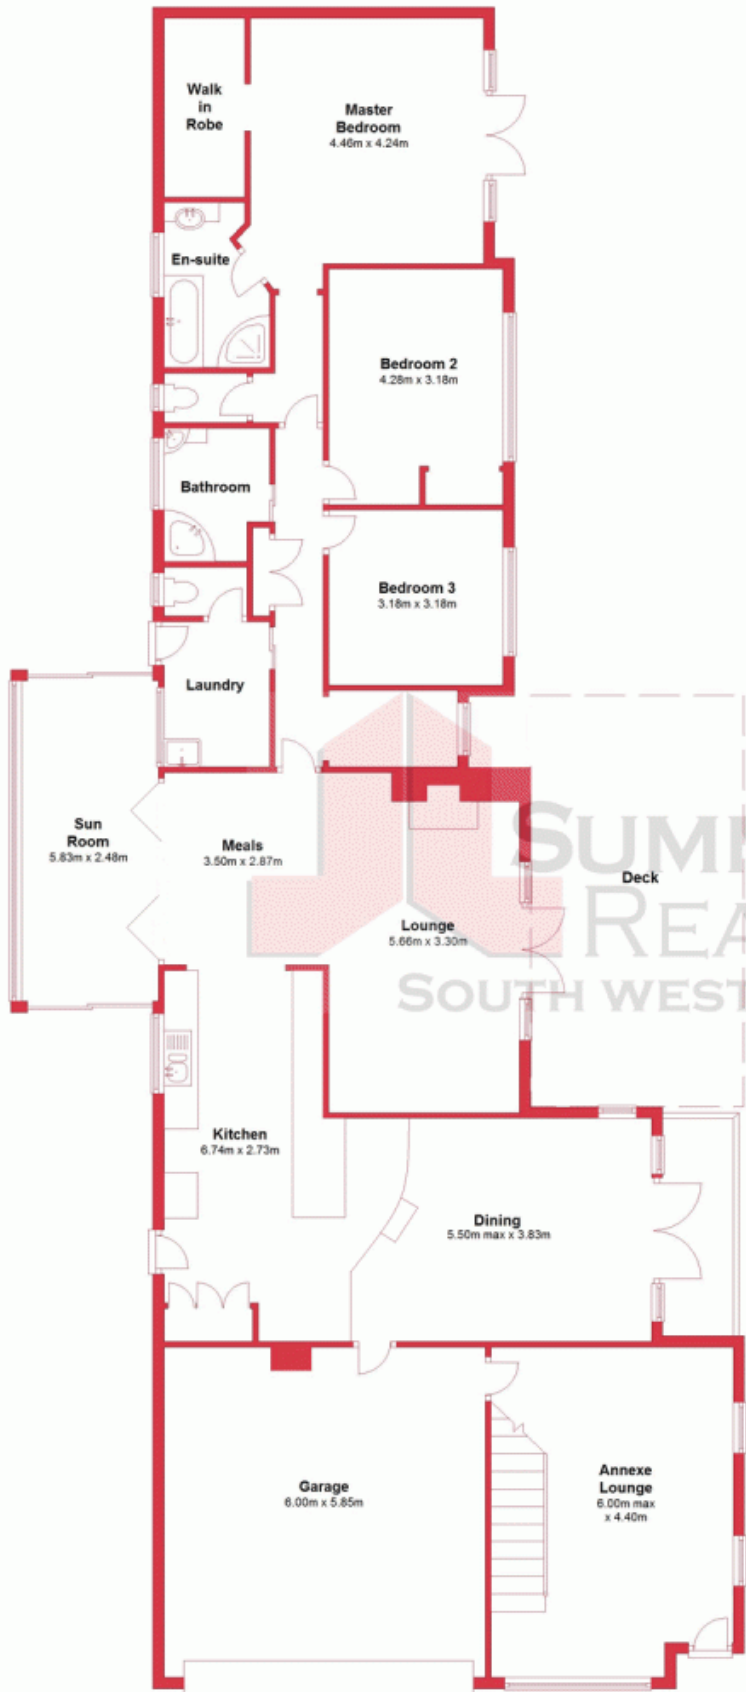 Walk
in
Robe
Master
Bedroom
4.46m x 4.24m
En-suite
Bedroom 2
4.28m x 3.18m
Bathroom
Bedroom 3
3.18m x 3.18m
Laundry
Sun
Room
5.83m x 2.48m
Meals
3.50m x 2.87m
Lounge
5.66m x 3.30m
Deck
SOUTH WEST
Kitchen
6.74m x 2.73m
Dining
5.50m max x 3.83m
Garage
6.00m x 5.85m
Annexe
Lounge
6.00m max
x 4.40m